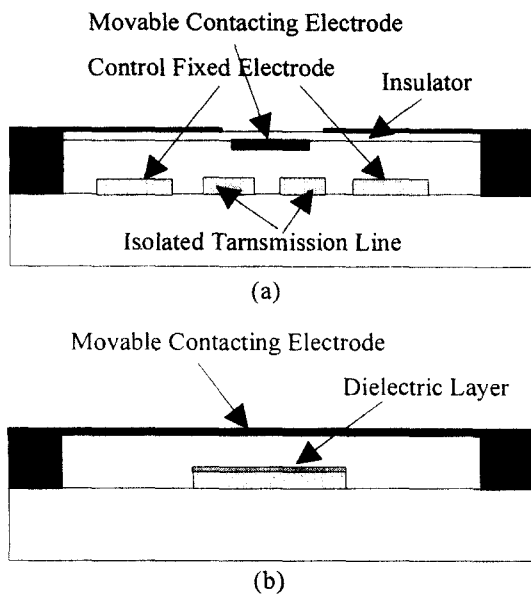 Movable Contacting Electrode
Control Fixed Electrode
Insulator
Isolated Tarnsmission Line
(a)
Movable Contacting Electrode
Dielectric Layer
(b)